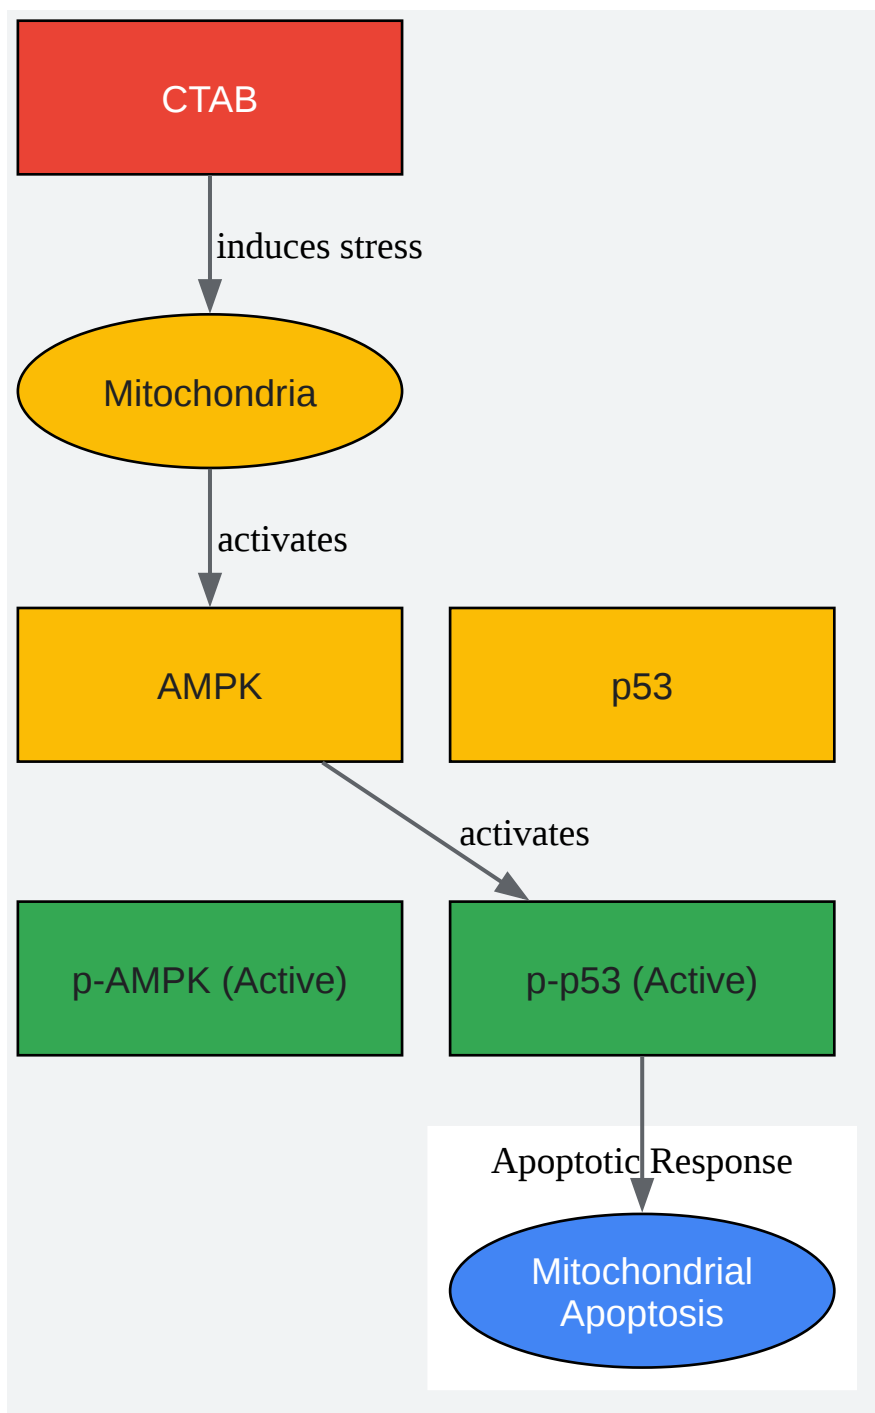 CTAB
induces stress
Mitochondria
activates
AMPK
p53
activates
p-AMPK (Active)
p-p53 (Active)
Apoptotic Response
Mitochondrial
Apoptosis